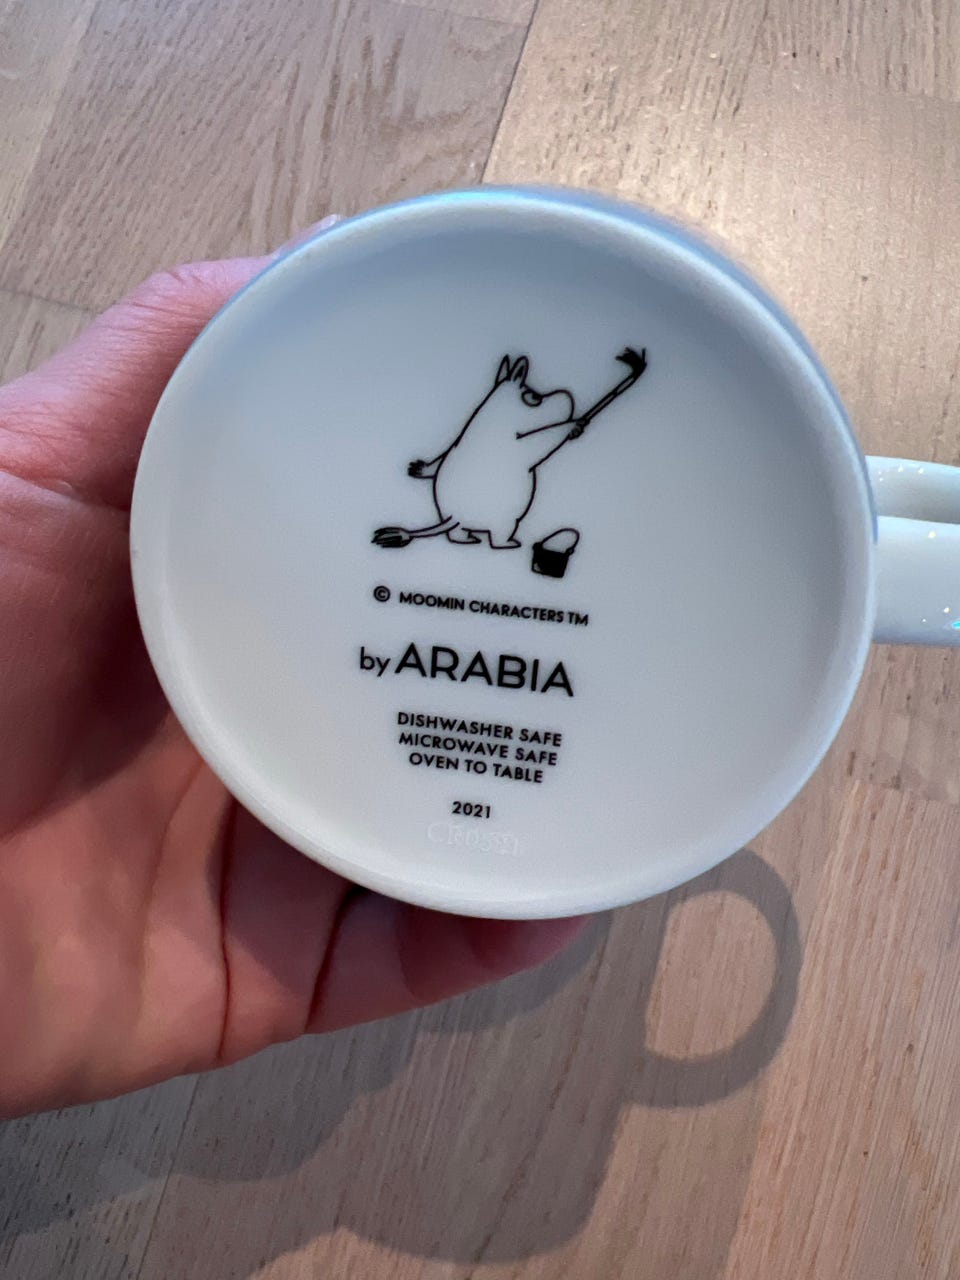 © MOOMIN CHARACTERS TM
by ARABIA
DISHWASHER SAFE
MICROWAVE SAFE
OVEN TO TABLE
2021